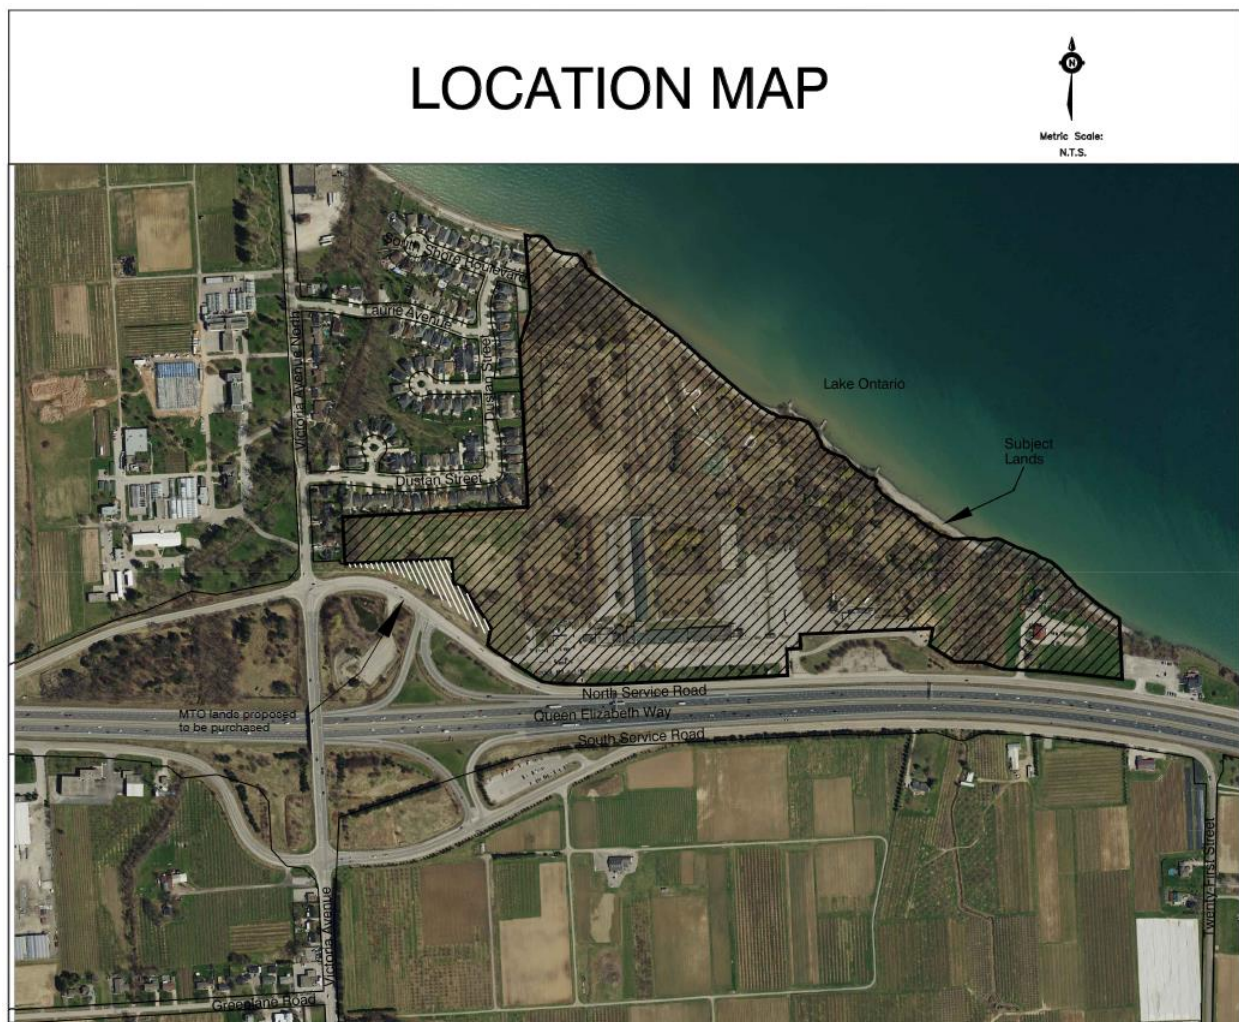 LOCATION MAP
N
Metric Scale:
N.T.S.
South Shore Boulevard
Laurie Avenue
Victoria Avenue North
Dustan Street
Lake Ontario
Subject
Lands
Dustan Street
North Service Road
MTO lands proposed
to be purchased
Queen Elizabeth Way
South Service Road
Twenty-First Street
Victoria Avenue
Greenlane Road